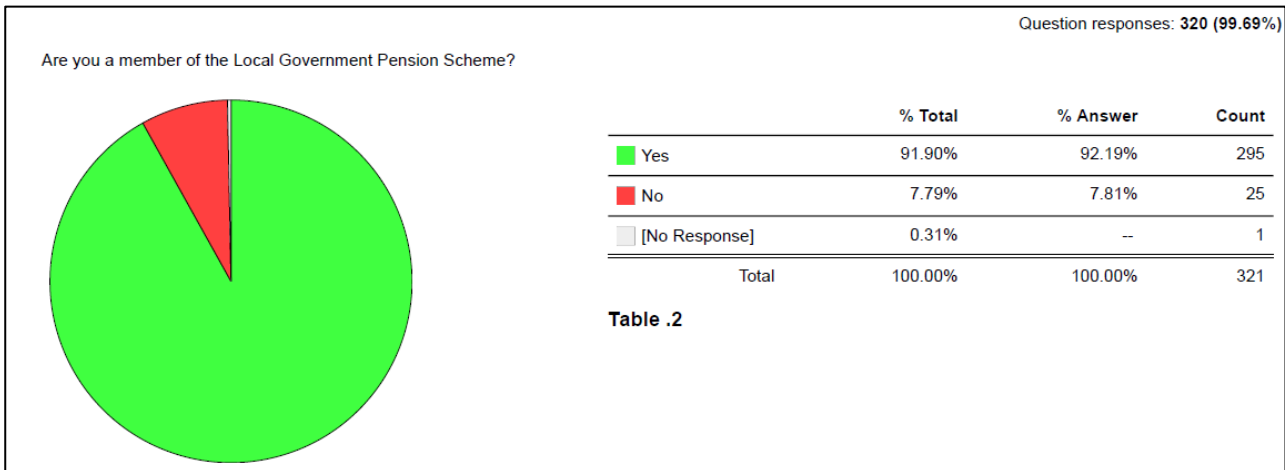 Question responses: 320 (99.69%)
Are you a member of the Local Government Pension Scheme?
% Total % Answer Count
Yes 91.90% 92.19% 295
No 7.79% 7.81% 25
[No Response] 0.31% -- 1
Total 100.00% 100.00% 321
Table .2